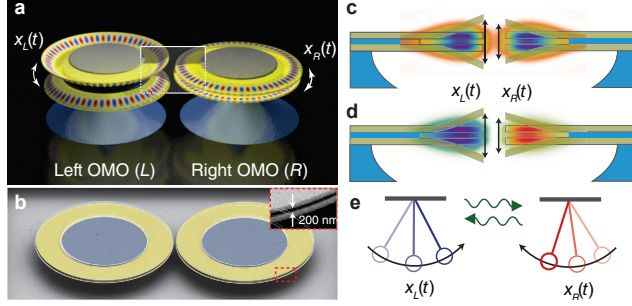 a
x_L(t)
x_R(t)
Left OMO (L)
Right OMO (R)
b
200 nm
c
x_L(t)
x_R(t)
d
e
x_L(t)
x_R(t)